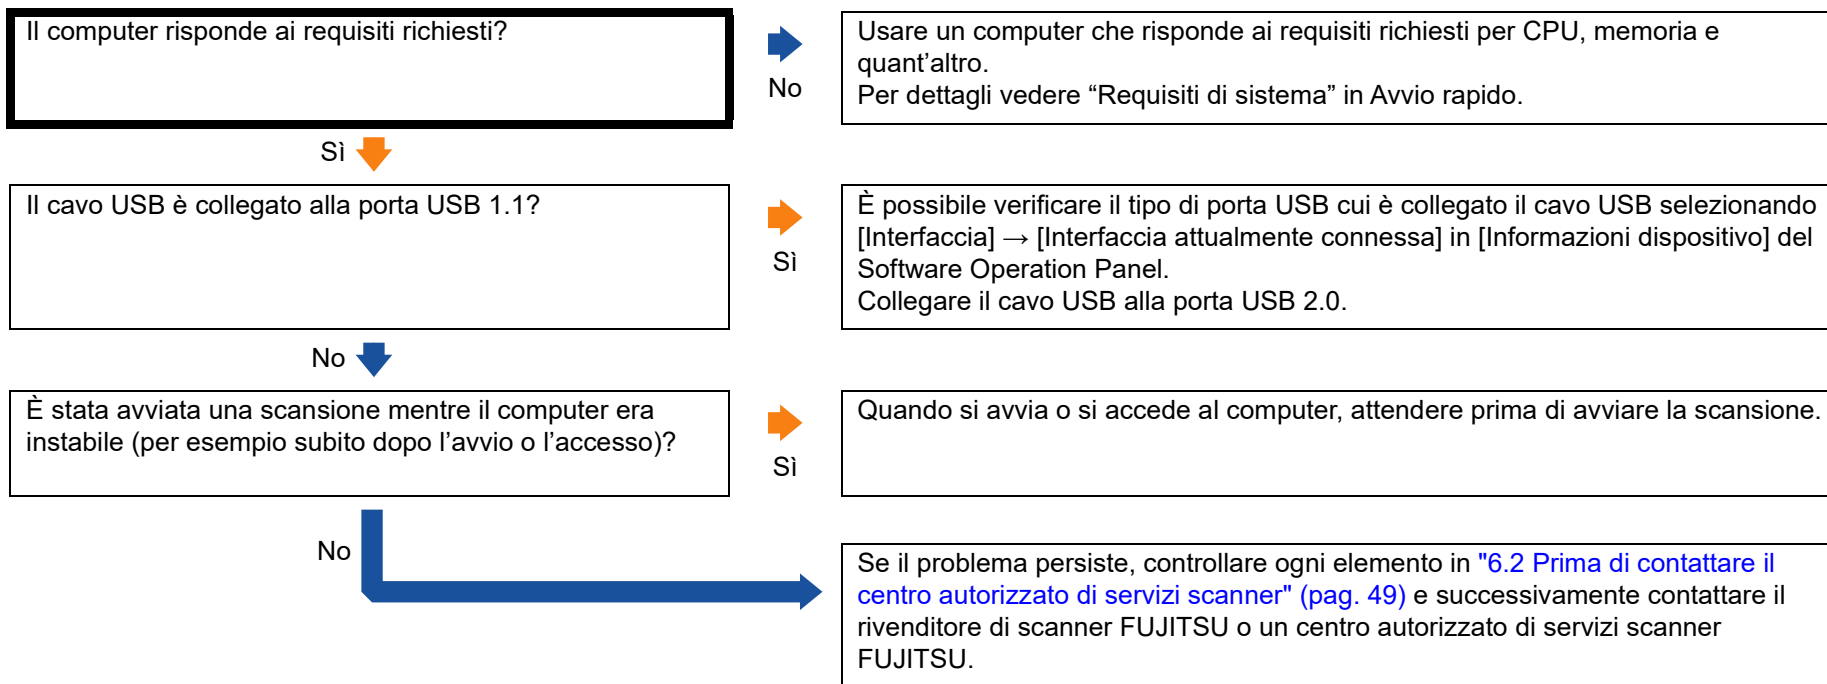 Il computer risponde ai requisiti richiesti?
No
Usare un computer che risponde ai requisiti richiesti per CPU, memoria e
quant’altro.
Per dettagli vedere “Requisiti di sistema” in Avvio rapido.
Sì
Il cavo USB è collegato alla porta USB 1.1?
Sì
È possibile verificare il tipo di porta USB cui è collegato il cavo USB selezionando
[Interfaccia] → [Interfaccia attualmente connessa] in [Informazioni dispositivo] del
Software Operation Panel.
Collegare il cavo USB alla porta USB 2.0.
No
È stata avviata una scansione mentre il computer era
instabile (per esempio subito dopo l’avvio o l’accesso)?
Sì
Quando si avvia o si accede al computer, attendere prima di avviare la scansione.
No
Se il problema persiste, controllare ogni elemento in "6.2 Prima di contattare il
centro autorizzato di servizi scanner" (pag. 49) e successivamente contattare il
rivenditore di scanner FUJITSU o un centro autorizzato di servizi scanner
FUJITSU.